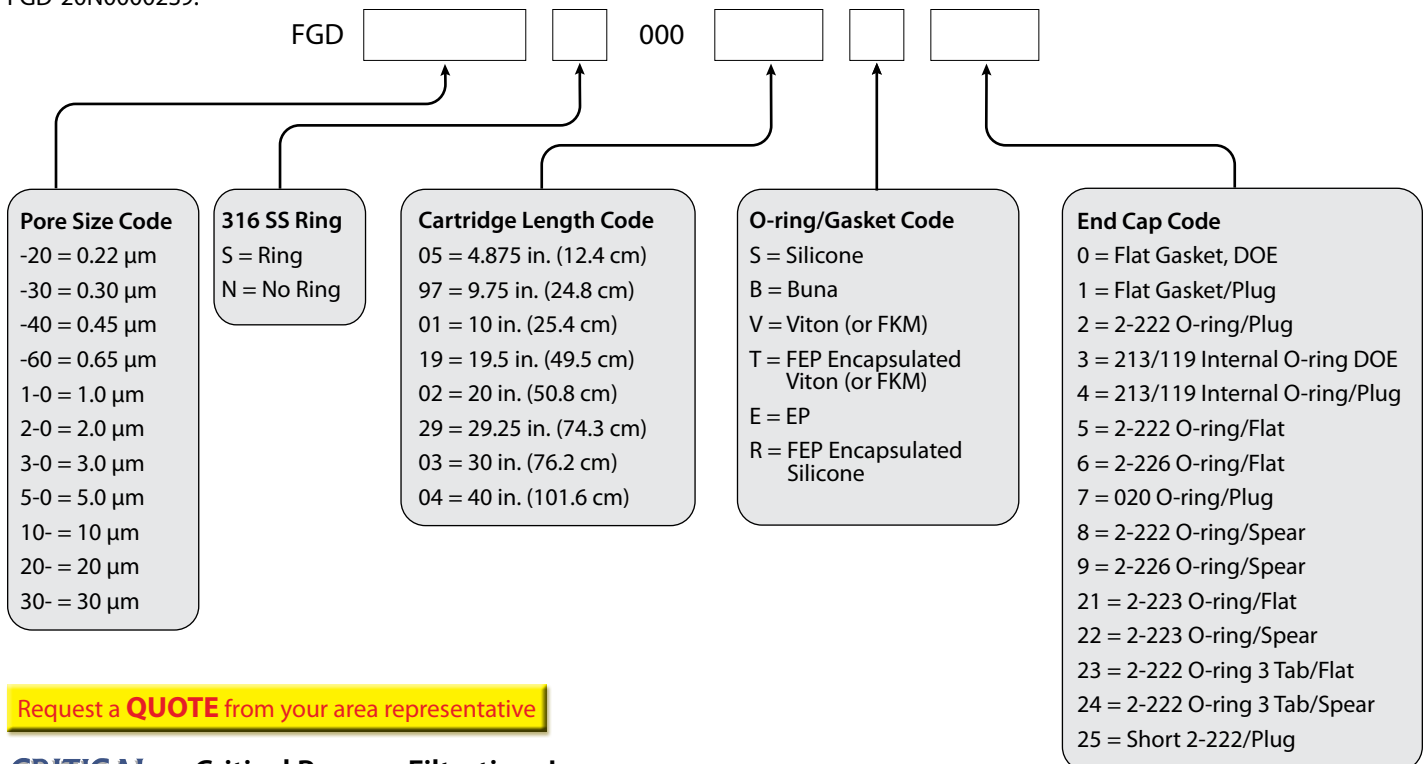 FGD-20N0000239.
FGD 000
Pore Size Code
-20 = 0.22 µm
-30 = 0.30 µm
-40 = 0.45 µm
-60 = 0.65 µm
1-0 = 1.0 µm
2-0 = 2.0 µm
3-0 = 3.0 µm
5-0 = 5.0 µm
10- = 10 µm
20- = 20 µm
30- = 30 µm
316 SS Ring
S = Ring
N = No Ring
Cartridge Length Code
05 = 4.875 in. (12.4 cm)
97 = 9.75 in. (24.8 cm)
01 = 10 in. (25.4 cm)
19 = 19.5 in. (49.5 cm)
02 = 20 in. (50.8 cm)
29 = 29.25 in. (74.3 cm)
03 = 30 in. (76.2 cm)
04 = 40 in. (101.6 cm)
O-ring/Gasket Code
S = Silicone
B = Buna
V = Viton (or FKM)
T = FEP Encapsulated
Viton (or FKM)
E = EP
R = FEP Encapsulated
Silicone
End Cap Code
0 = Flat Gasket, DOE
1 = Flat Gasket/Plug
2 = 2-222 O-ring/Plug
3 = 213/119 Internal O-ring DOE
4 = 213/119 Internal O-ring/Plug
5 = 2-222 O-ring/Flat
6 = 2-226 O-ring/Flat
7 = 020 O-ring/Plug
8 = 2-222 O-ring/Spear
9 = 2-226 O-ring/Spear
21 = 2-223 O-ring/Flat
22 = 2-223 O-ring/Spear
23 = 2-222 O-ring 3 Tab/Flat
24 = 2-222 O-ring 3 Tab/Spear
25 = Short 2-222/Plug
Request a QUOTE from your area representative
CRITICAL Critical Process Filtration, Inc